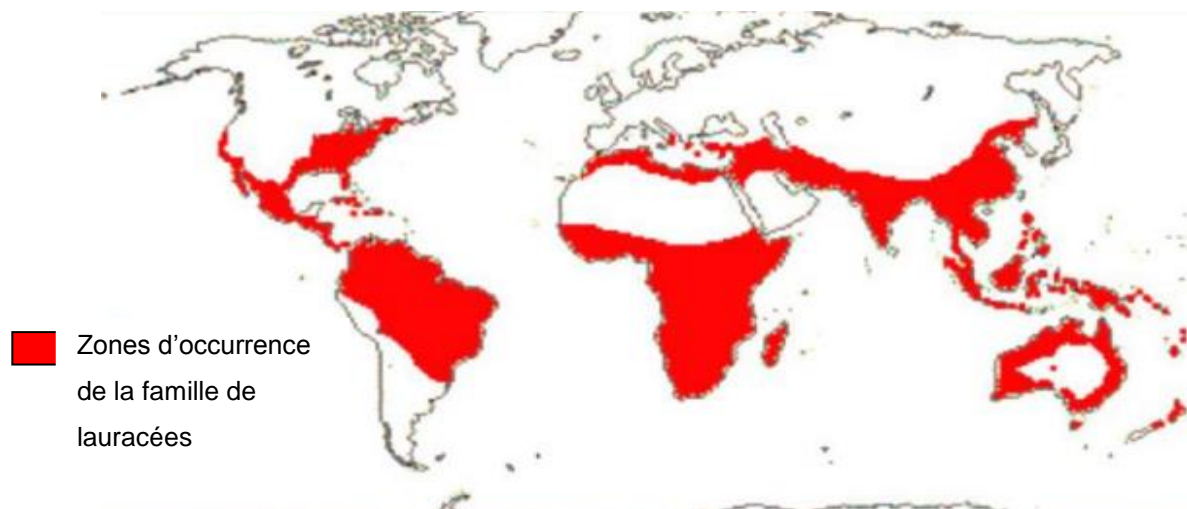 Zones d’occurrence
de la famille de
lauracées